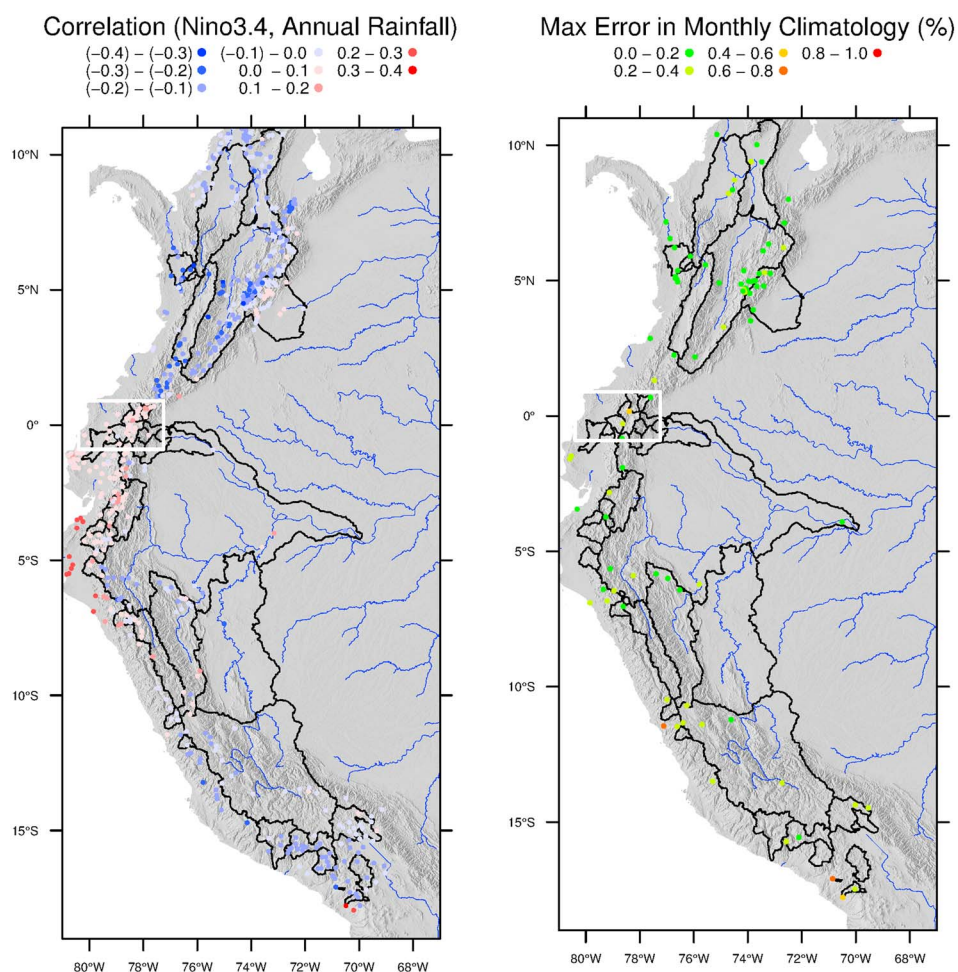 Correlation (Nino3.4, Annual Rainfall)
(−0.4) − (−0.3) (−0.1) − 0.0 0.2 − 0.3
(−0.3) − (−0.2) 0.0 − 0.1 0.3 − 0.4
(−0.2) − (−0.1) 0.1 − 0.2
10°N
5°N
0°
5°S
10°S
15°S
80°W 78°W 76°W 74°W 72°W 70°W 68°W
Max Error in Monthly Climatology (%)
0.0 − 0.2 0.4 − 0.6 0.8 − 1.0
0.2 − 0.4 0.6 − 0.8
10°N
5°N
0°
5°S
10°S
15°S
80°W 78°W 76°W 74°W 72°W 70°W 68°W